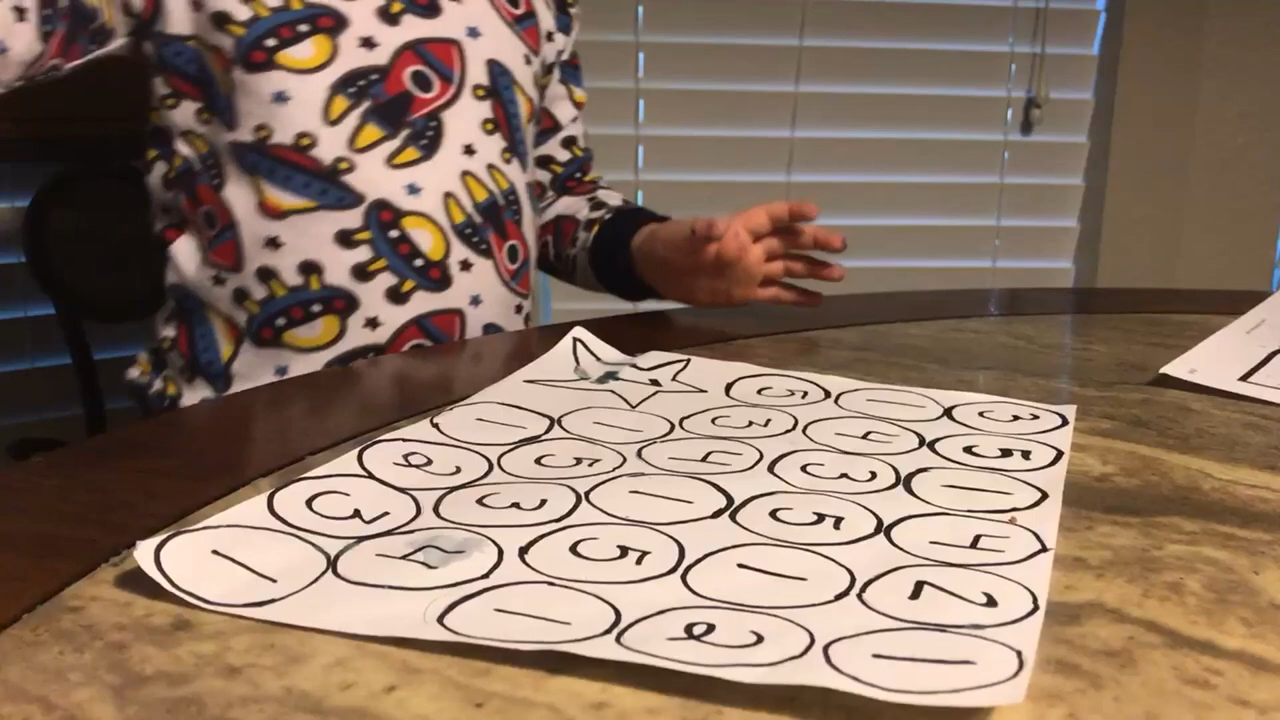 5 1 3
1 1 3 4 5
2 5 4 3 1
3 3 1 5 4
1 5 1 2
1 2 1